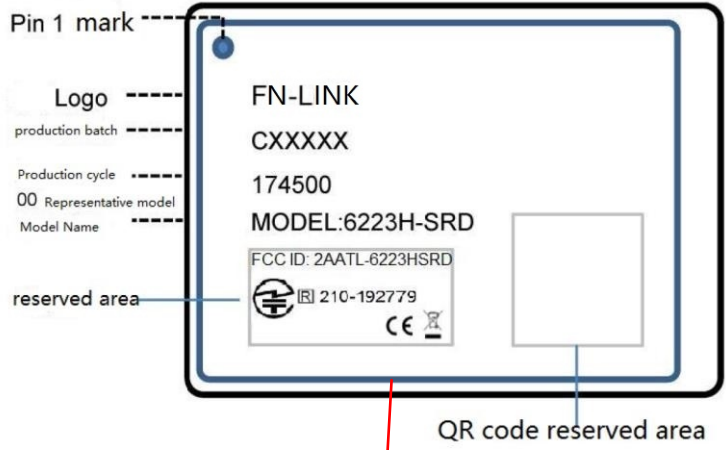 Pin 1 mark
Logo
FN-LINK
production batch
CXXXXX
Production cycle
174500
00 Representative model
Model Name
MODEL:6223H-SRD
FCC ID: 2AATL-6223HSRD
reserved area
R 210-192779
CE
QR code reserved area